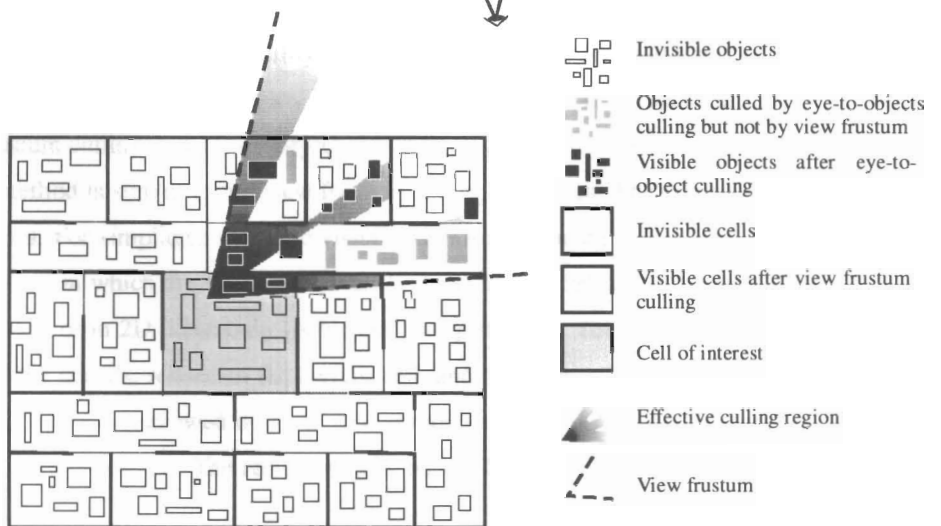 Invisible objects
Objects culled by eye-to-objects
culling but not by view frustum
Visible objects after eye-to-
object culling
Invisible cells
Visible cells after view frustum
culling
Cell of interest
Effective culling region
View frustum